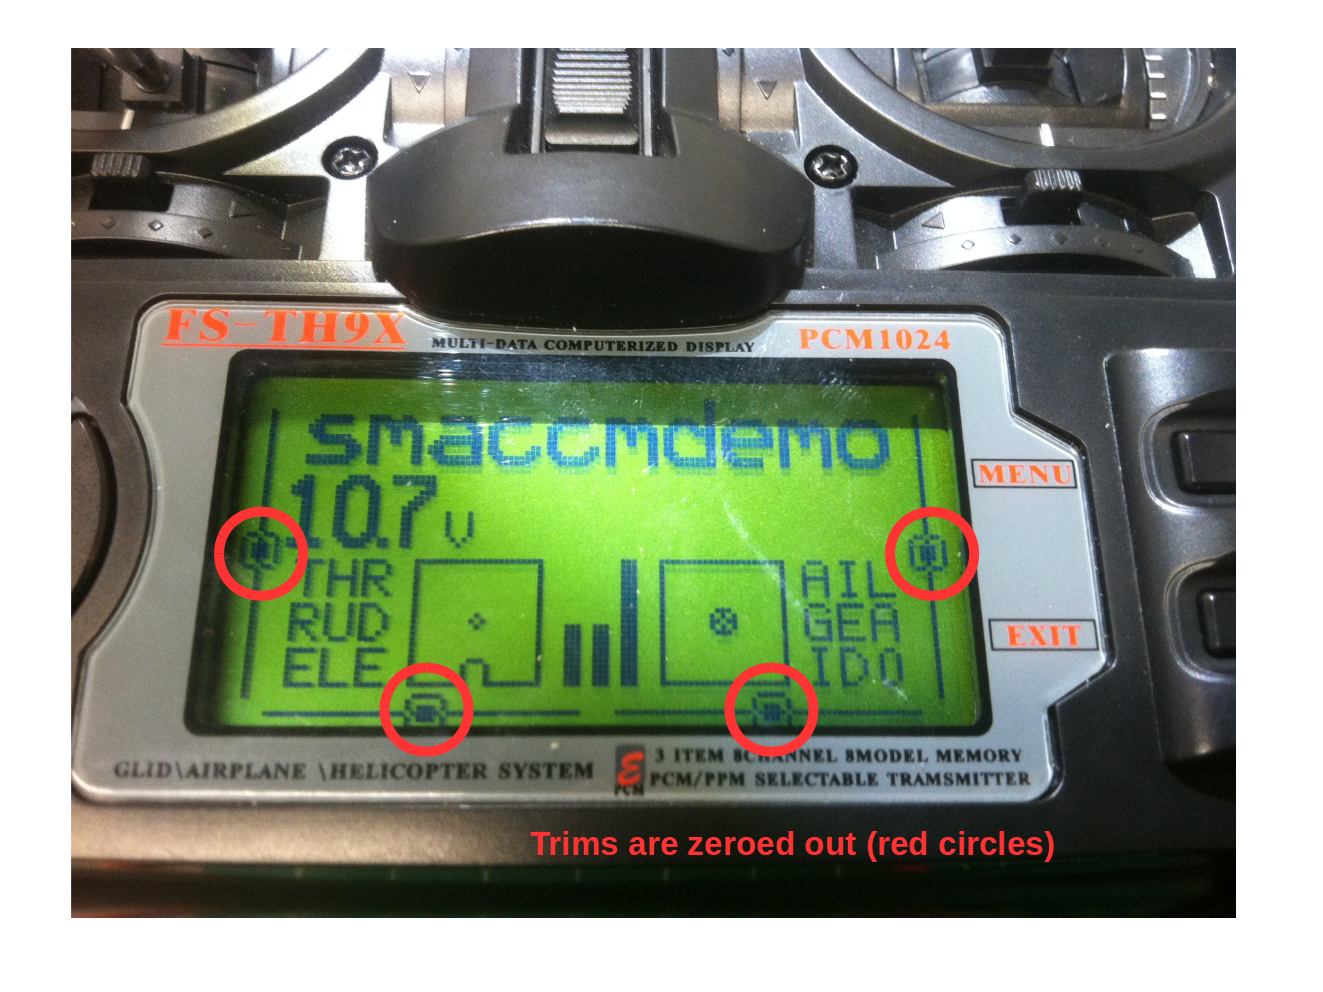 FS-TH9X
MULTI-DATA COMPUTERIZED DISPLAY
PCM1024
smaccmdemo
10.7 V
MENU
THR
RUD
ELE
AIL
GEA
ID0
EXIT
GLID\AIRPLANE \HELICOPTER SYSTEM
PCM
3 ITEM 8CHANNEL 8MODEL MEMORY
PCM/PPM SELECTABLE TRAMSMITTER
Trims are zeroed out (red circles)